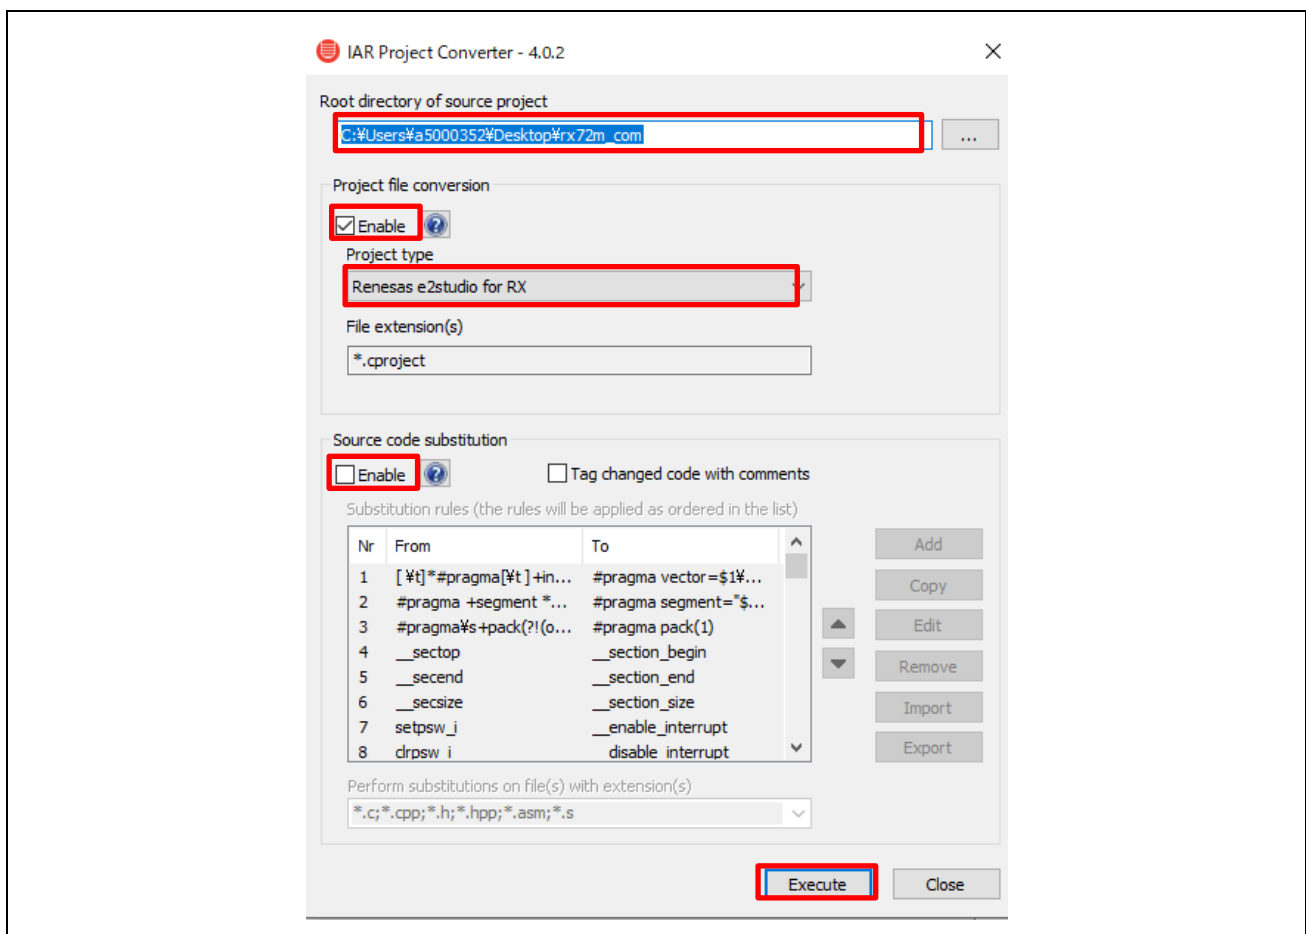 IAR Project Converter - 4.0.2
Root directory of source project
C:¥Users¥a5000352¥Desktop¥rx72m_com
...
Project file conversion
Enable
Project type
Renesas e2studio for RX
File extension(s)
*.cproject
Source code substitution
Enable Tag changed code with comments
Substitution rules (the rules will be applied as ordered in the list)
Nr From To
1 [ ¥t]*#pragma[¥t ]+in... #pragma vector=$1¥...
2 #pragma +segment *... #pragma segment="$...
3 #pragma¥s+pack(?!(o... #pragma pack(1)
4 __sectop __section_begin
5 __secend __section_end
6 __secsize __section_size
7 setpsw_i __enable_interrupt
8 clrpsw_i __disable_interrupt
Add
Copy
Edit
Remove
Import
Export
Perform substitutions on file(s) with extension(s)
*.c;*.cpp;*.h;*.hpp;*.asm;*.s
Execute Close